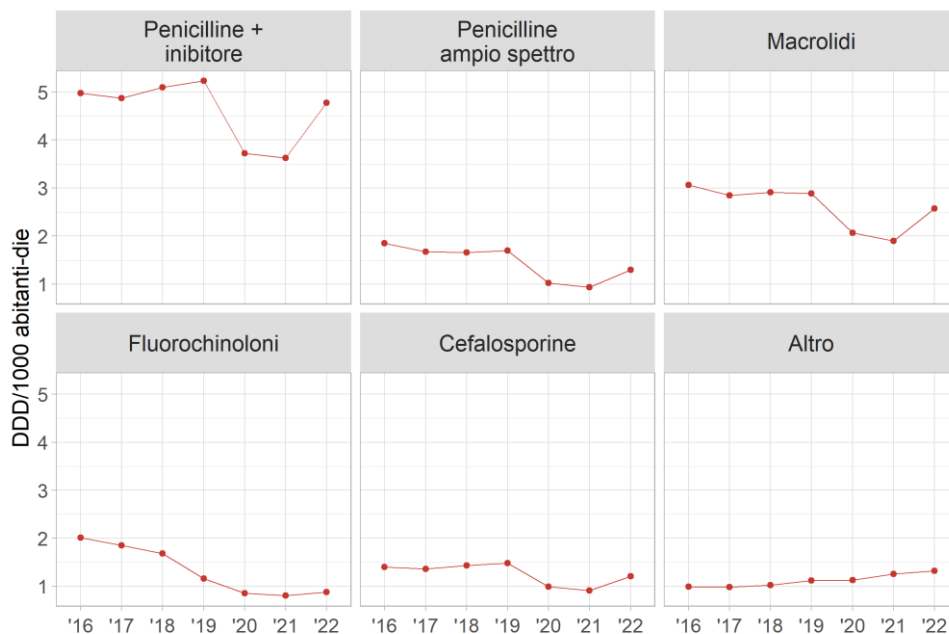 Penicilline +
inibitore
Penicilline
ampio spettro
Macrolidi
5
4
3
2
1
DDD/1000 abitanti-die
Fluorochinoloni
Cefalosporine
Altro
5
4
3
2
1
'16 '17 '18 '19 '20 '21 '22
'16 '17 '18 '19 '20 '21 '22
'16 '17 '18 '19 '20 '21 '22